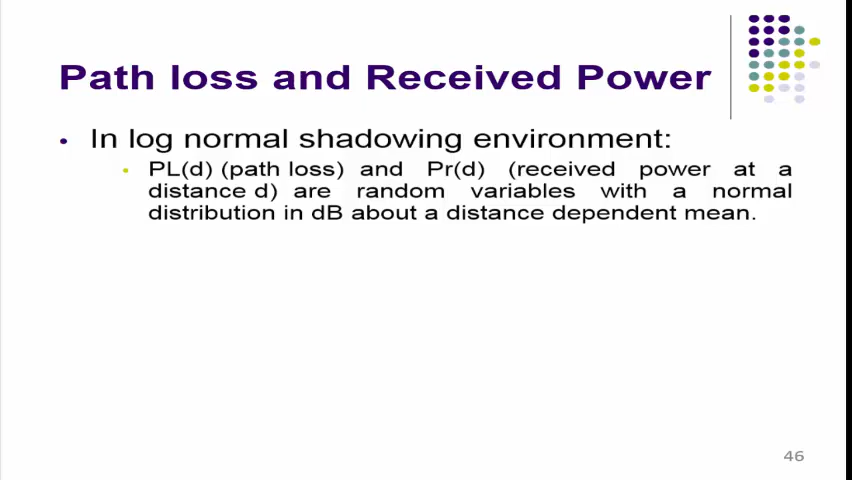 Path loss and Received Power
• In log normal shadowing environment:
• PL(d) (path loss) and Pr(d) (received power at a
distance d) are random variables with a normal
distribution in dB about a distance dependent mean.
46